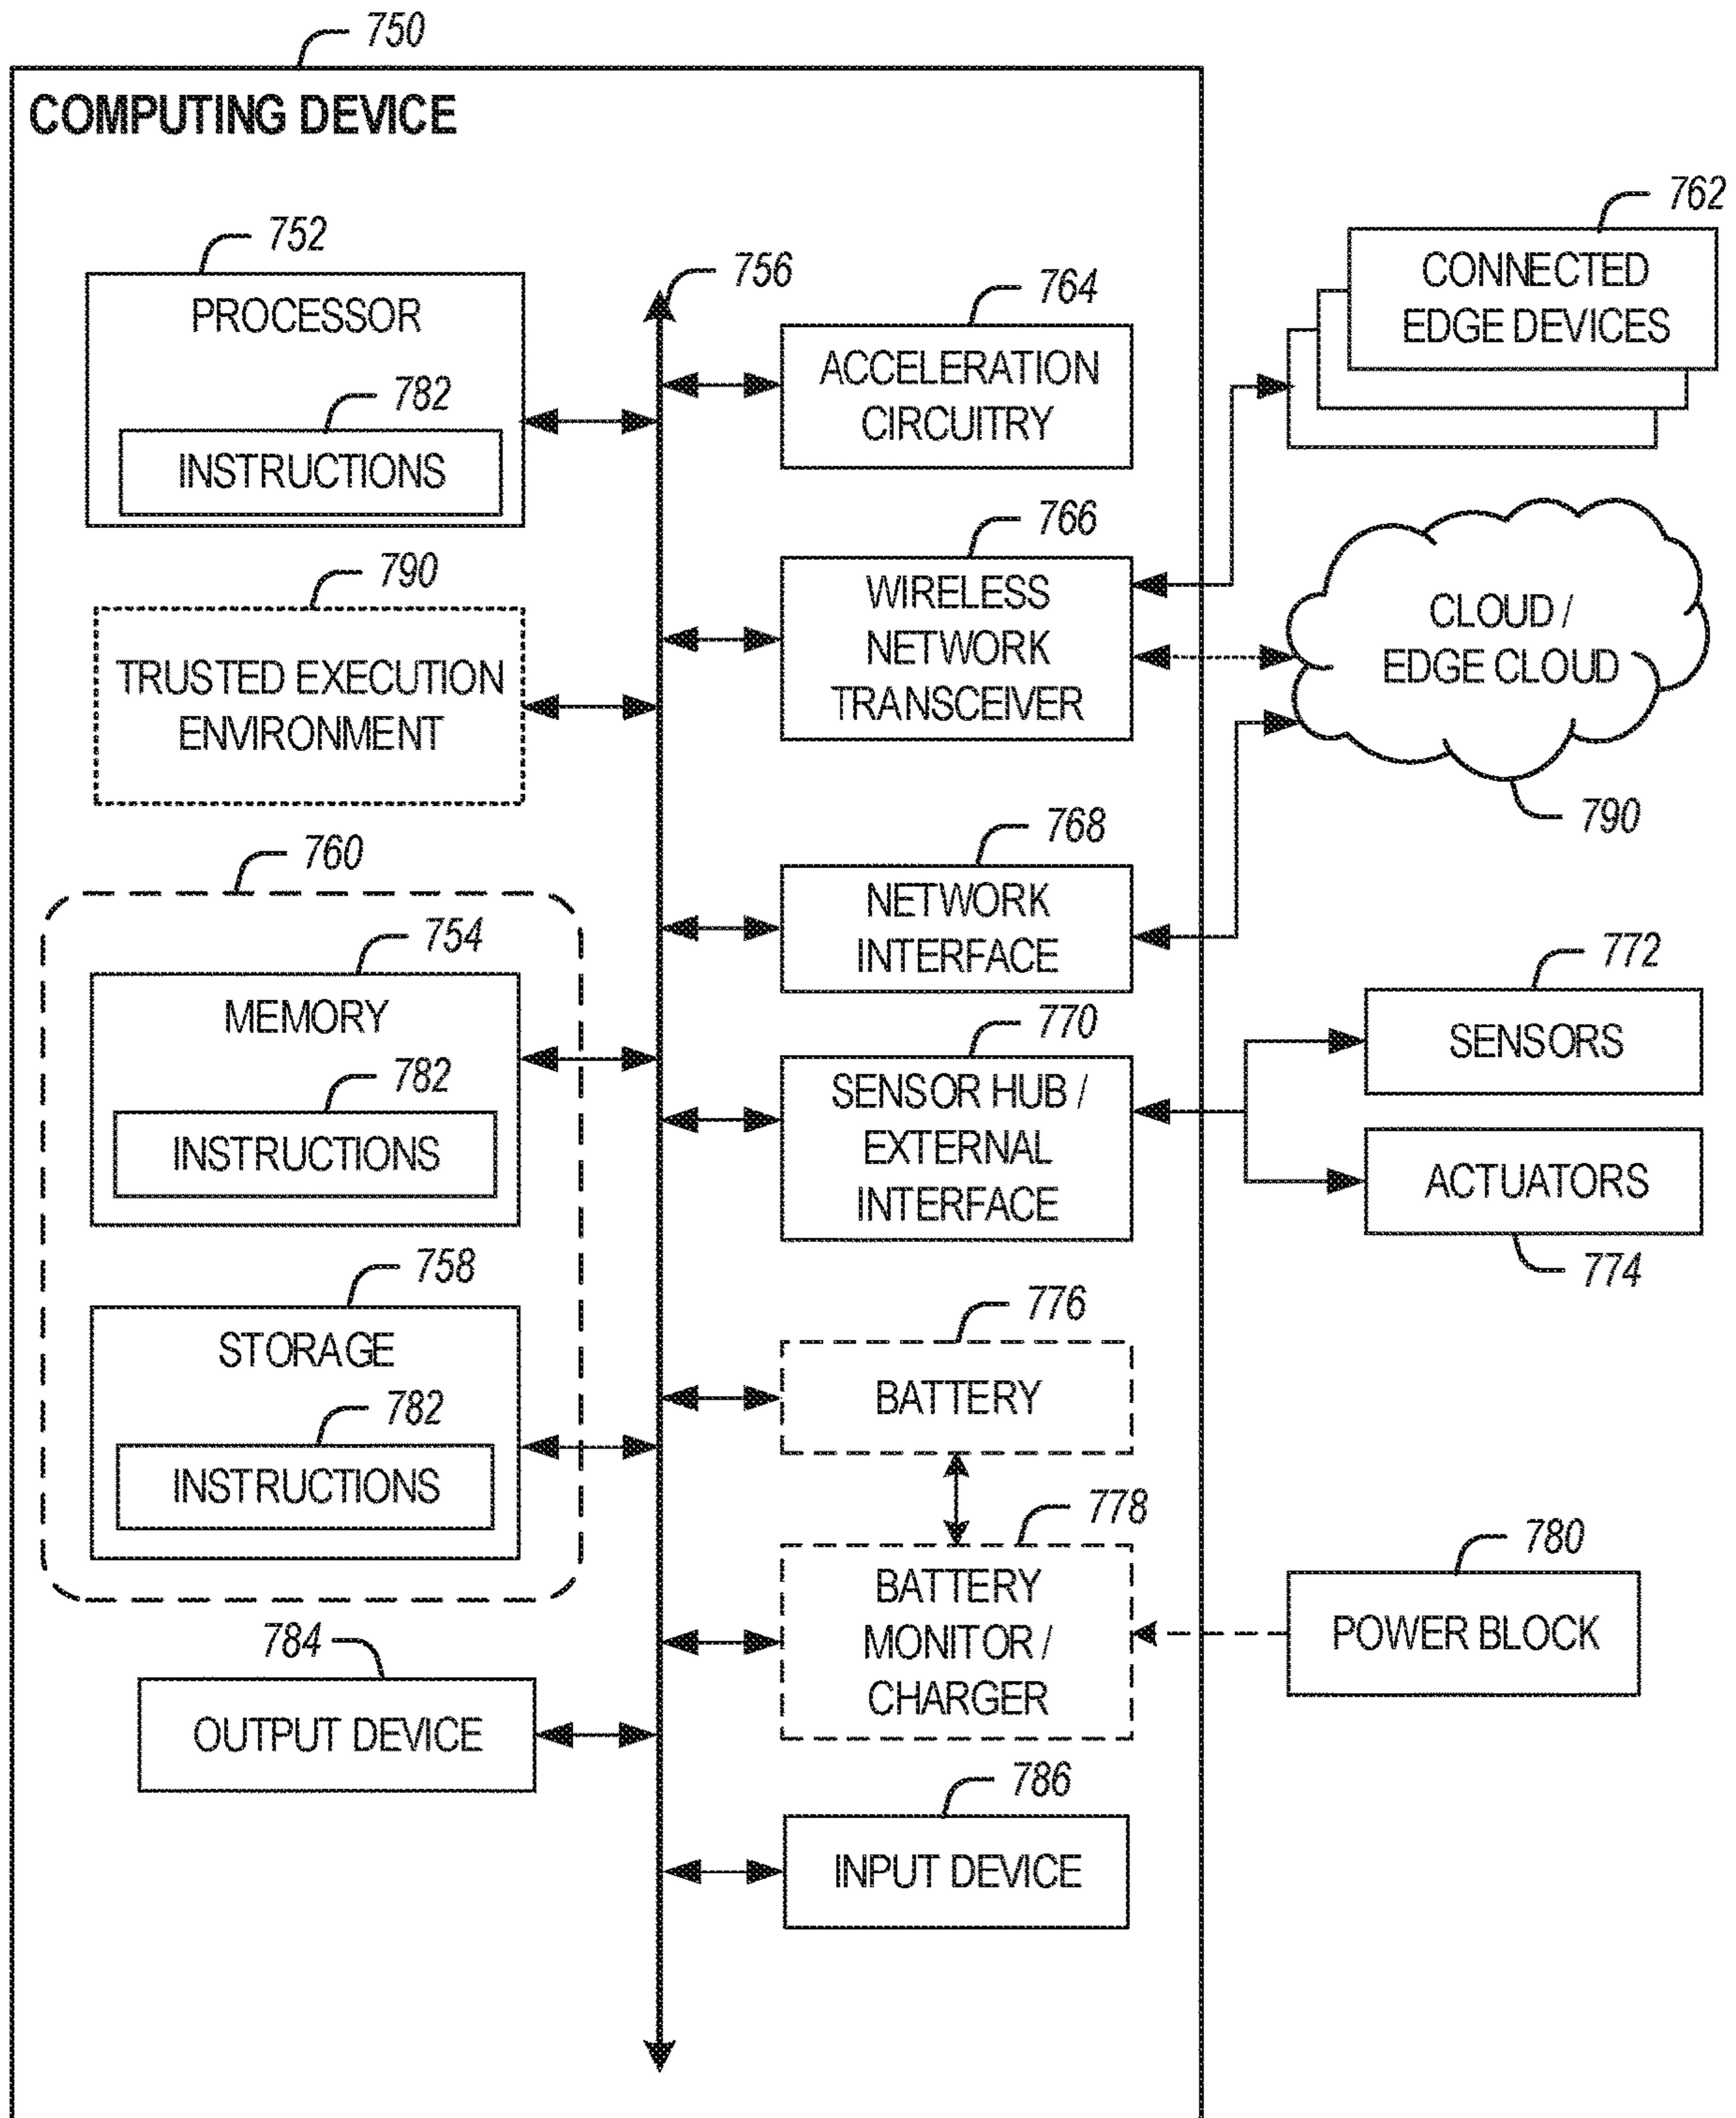 750
COMPUTING DEVICE
752
PROCESSOR
782
INSTRUCTIONS
790
TRUSTED EXECUTION
ENVIRONMENT
760
754
MEMORY
782
INSTRUCTIONS
758
STORAGE
782
INSTRUCTIONS
784
OUTPUT DEVICE
756
764
ACCELERATION
CIRCUITRY
766
WIRELESS
NETWORK
TRANSCEIVER
768
NETWORK
INTERFACE
770
SENSOR HUB /
EXTERNAL
INTERFACE
776
BATTERY
778
BATTERY
MONITOR /
CHARGER
786
INPUT DEVICE
762
CONNECTED
EDGE DEVICES
CLOUD /
EDGE CLOUD
790
772
SENSORS
ACTUATORS
774
780
POWER BLOCK